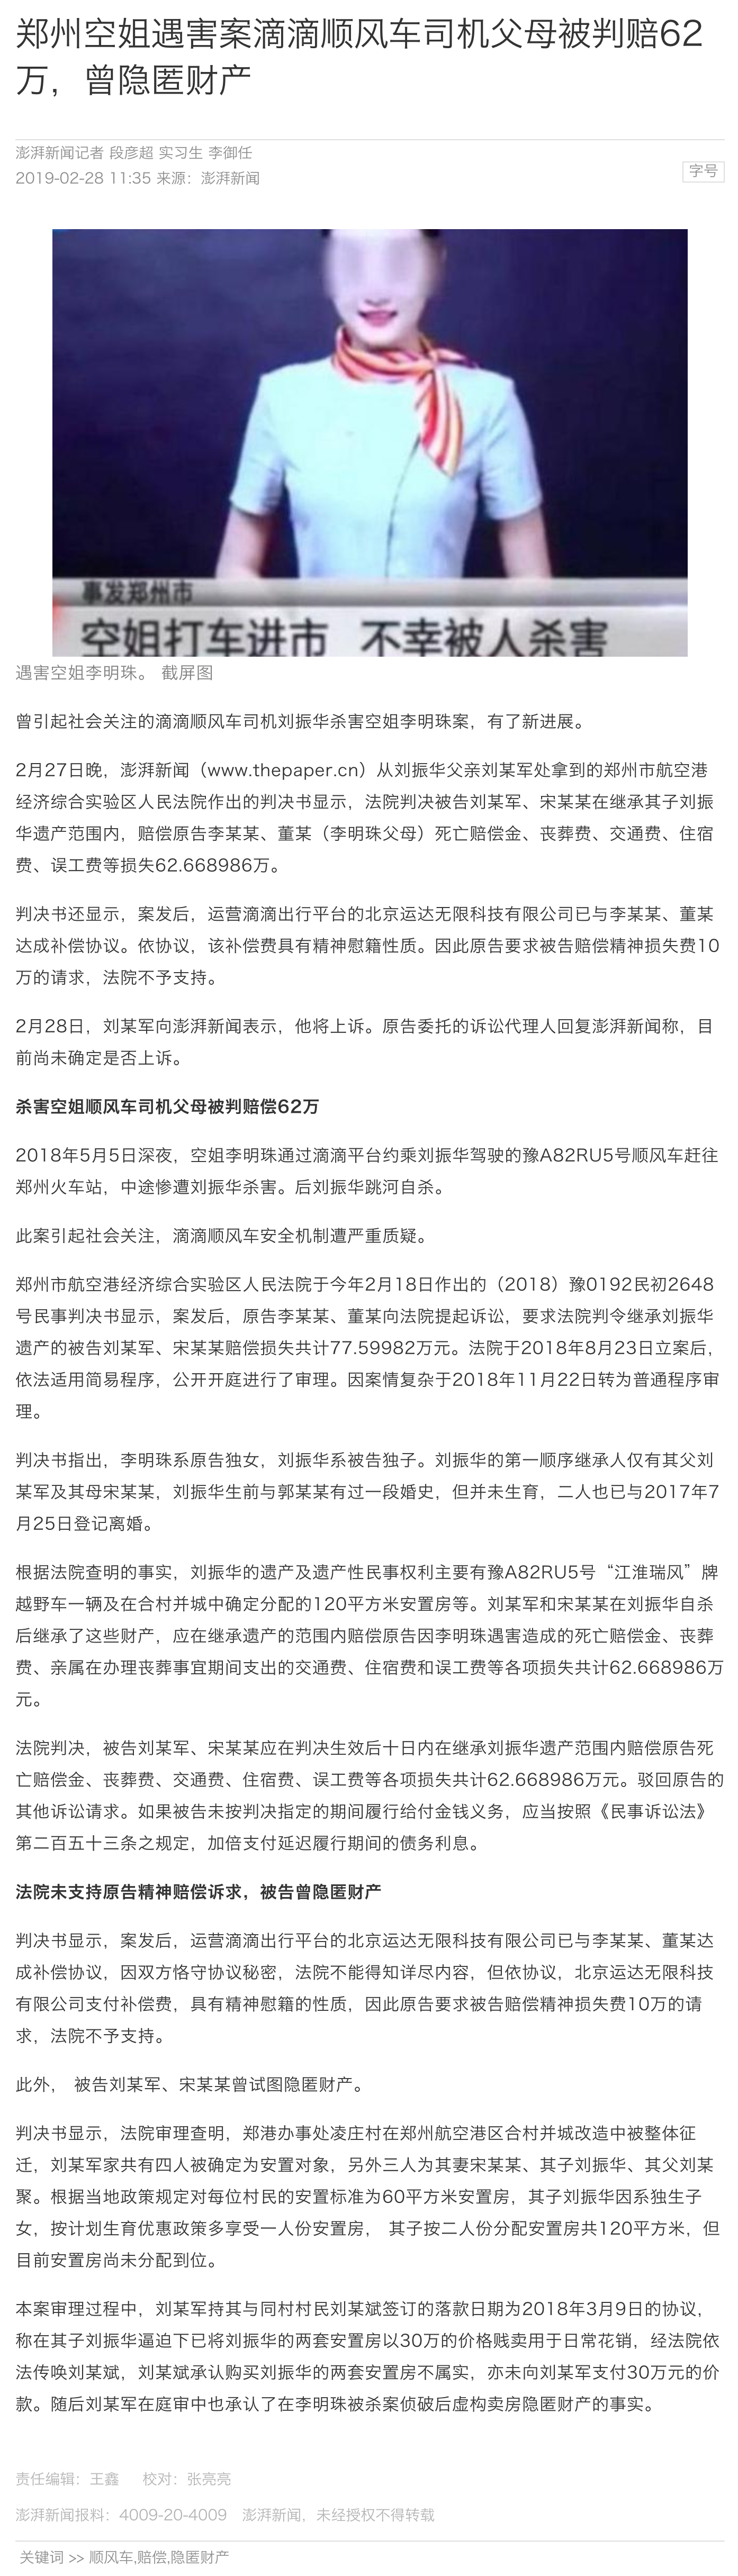 郑州空姐遇害案滴滴顺风车司机父母被判赔62
万，曾隐匿财产
澎湃新闻记者 段彦超 实习生 李御任
2019-02-28 11:35 来源：澎湃新闻
字号
事发郑州市
空姐打车进市 不幸被人杀害
遇害空姐李明珠。 截屏图
曾引起社会关注的滴滴顺风车司机刘振华杀害空姐李明珠案，有了新进展。
2月27日晚，澎湃新闻（www.thepaper.cn）从刘振华父亲刘某军处拿到的郑州市航空港
经济综合实验区人民法院作出的判决书显示，法院判决被告刘某军、宋某某在继承其子刘振
华遗产范围内，赔偿原告李某某、董某（李明珠父母）死亡赔偿金、丧葬费、交通费、住宿
费、误工费等损失62.668986万。
判决书还显示，案发后，运营滴滴出行平台的北京运达无限科技有限公司已与李某某、董某
达成补偿协议。依协议，该补偿费具有精神慰籍性质。因此原告要求被告赔偿精神损失费10
万的请求，法院不予支持。
2月28日，刘某军向澎湃新闻表示，他将上诉。原告委托的诉讼代理人回复澎湃新闻称，目
前尚未确定是否上诉。
杀害空姐顺风车司机父母被判赔偿62万
2018年5月5日深夜，空姐李明珠通过滴滴平台约乘刘振华驾驶的豫A82RU5号顺风车赶往
郑州火车站，中途惨遭刘振华杀害。后刘振华跳河自杀。
此案引起社会关注，滴滴顺风车安全机制遭严重质疑。
郑州市航空港经济综合实验区人民法院于今年2月18日作出的（2018）豫0192民初2648
号民事判决书显示，案发后，原告李某某、董某向法院提起诉讼，要求法院判令继承刘振华
遗产的被告刘某军、宋某某赔偿损失共计77.59982万元。法院于2018年8月23日立案后，
依法适用简易程序，公开开庭进行了审理。因案情复杂于2018年11月22日转为普通程序审
理。
判决书指出，李明珠系原告独女，刘振华系被告独子。刘振华的第一顺序继承人仅有其父刘
某军及其母宋某某，刘振华生前与郭某某有过一段婚史，但并未生育，二人也已与2017年7
月25日登记离婚。
根据法院查明的事实，刘振华的遗产及遗产性民事权利主要有豫A82RU5号“江淮瑞风”牌
越野车一辆及在合村并城中确定分配的120平方米安置房等。刘某军和宋某某在刘振华自杀
后继承了这些财产，应在继承遗产的范围内赔偿原告因李明珠遇害造成的死亡赔偿金、丧葬
费、亲属在办理丧葬事宜期间支出的交通费、住宿费和误工费等各项损失共计62.668986万
元。
法院判决，被告刘某军、宋某某应在判决生效后十日内在继承刘振华遗产范围内赔偿原告死
亡赔偿金、丧葬费、交通费、住宿费、误工费等各项损失共计62.668986万元。驳回原告的
其他诉讼请求。如果被告未按判决指定的期间履行给付金钱义务，应当按照《民事诉讼法》
第二百五十三条之规定，加倍支付延迟履行期间的债务利息。
法院未支持原告精神赔偿诉求，被告曾隐匿财产
判决书显示，案发后，运营滴滴出行平台的北京运达无限科技有限公司已与李某某、董某达
成补偿协议，因双方恪守协议秘密，法院不能得知详尽内容，但依协议，北京运达无限科技
有限公司支付补偿费，具有精神慰籍的性质，因此原告要求被告赔偿精神损失费10万的请
求，法院不予支持。
此外， 被告刘某军、宋某某曾试图隐匿财产。
判决书显示，法院审理查明，郑港办事处凌庄村在郑州航空港区合村并城改造中被整体征
迁，刘某军家共有四人被确定为安置对象，另外三人为其妻宋某某、其子刘振华、其父刘某
聚。根据当地政策规定对每位村民的安置标准为60平方米安置房，其子刘振华因系独生子
女，按计划生育优惠政策多享受一人份安置房， 其子按二人份分配安置房共120平方米，但
目前安置房尚未分配到位。
本案审理过程中，刘某军持其与同村村民刘某斌签订的落款日期为2018年3月9日的协议，
称在其子刘振华逼迫下已将刘振华的两套安置房以30万的价格贱卖用于日常花销，经法院依
法传唤刘某斌，刘某斌承认购买刘振华的两套安置房不属实，亦未向刘某军支付30万元的价
款。随后刘某军在庭审中也承认了在李明珠被杀案侦破后虚构卖房隐匿财产的事实。
责任编辑：王鑫 校对：张亮亮
澎湃新闻报料：4009-20-4009 澎湃新闻，未经授权不得转载
关键词 >> 顺风车,赔偿,隐匿财产